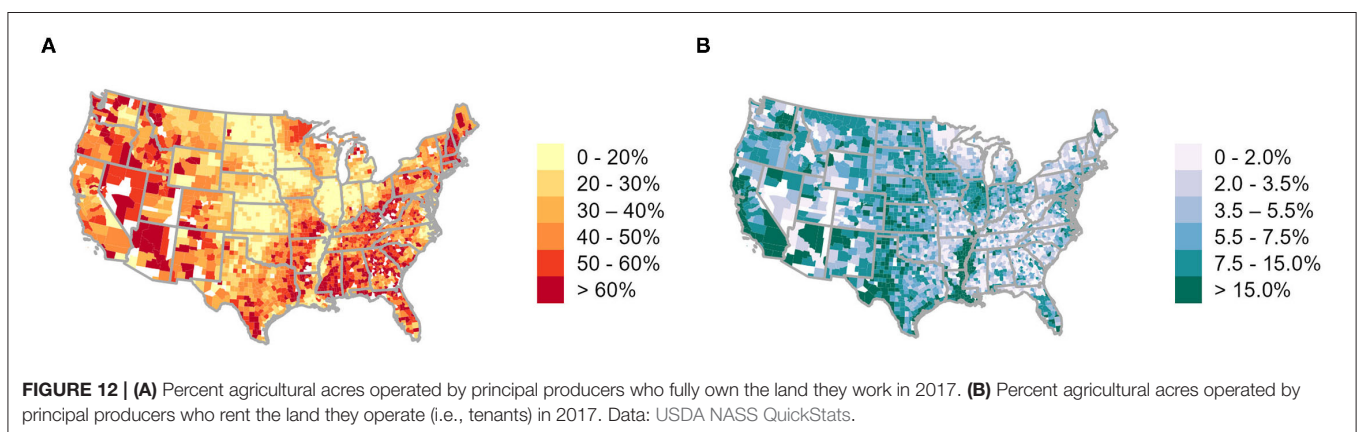 A
B
0 - 20%
20 - 30%
30 – 40%
40 - 50%
50 - 60%
> 60%
0 - 2.0%
2.0 - 3.5%
3.5 – 5.5%
5.5 - 7.5%
7.5 - 15.0%
> 15.0%
FIGURE 12 | (A) Percent agricultural acres operated by principal producers who fully own the land they work in 2017. (B) Percent agricultural acres operated by
principal producers who rent the land they operate (i.e., tenants) in 2017. Data: USDA NASS QuickStats.